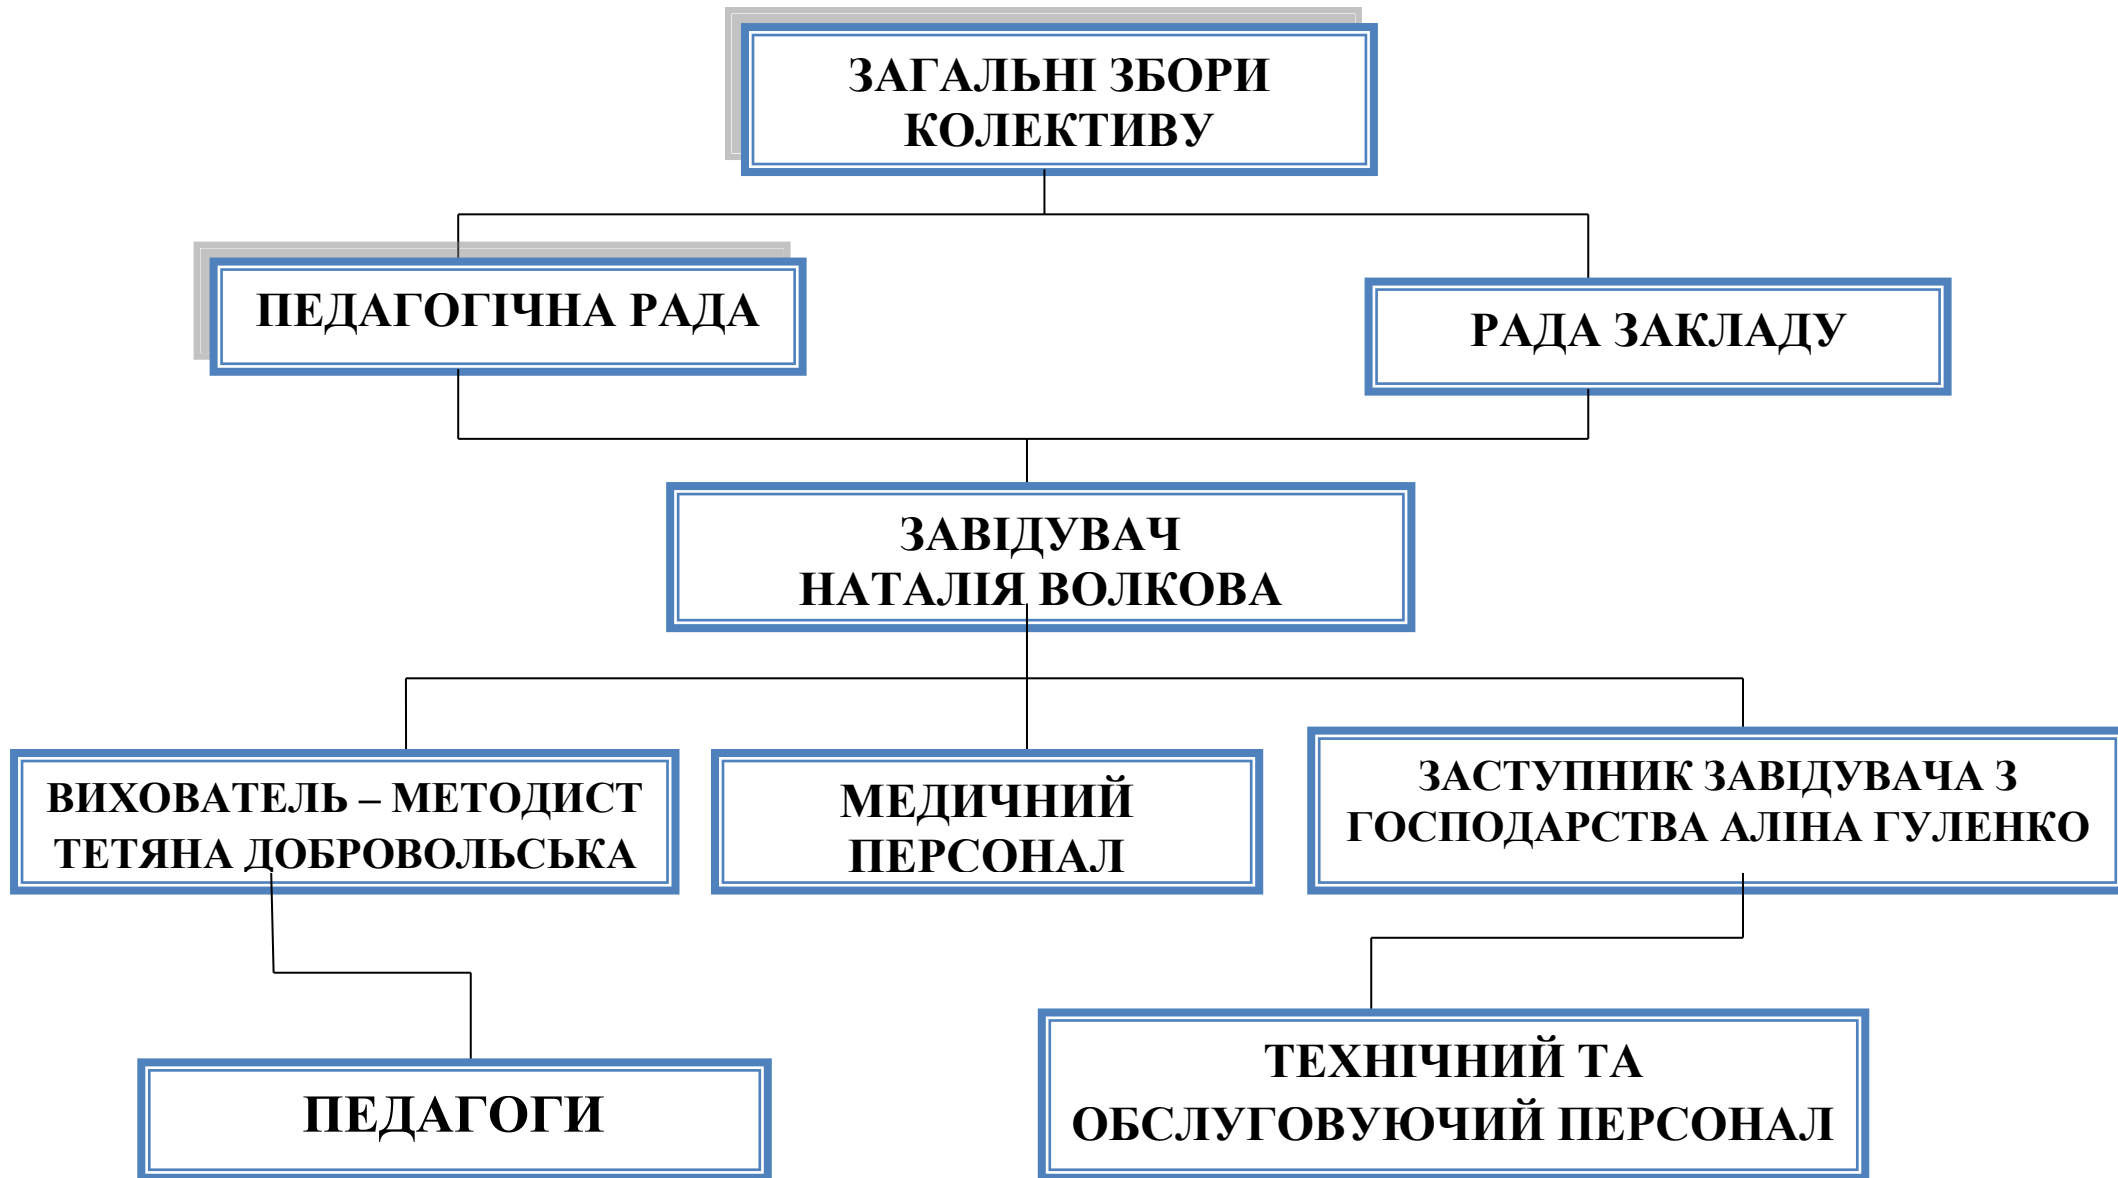 ЗАГАЛЬНІ ЗБОРИ
КОЛЕКТИВУ
ПЕДАГОГІЧНА РАДА
РАДА ЗАКЛАДУ
ЗАВІДУВАЧ
НАТАЛІЯ ВОЛКОВА
ВИХОВАТЕЛЬ – МЕТОДИСТ
ТЕТЯНА ДОБРОВОЛЬСЬКА
МЕДИЧНИЙ
ПЕРСОНАЛ
ЗАСТУПНИК ЗАВІДУВАЧА З
ГОСПОДАРСТВА АЛІНА ГУЛЕНКО
ПЕДАГОГИ
ТЕХНІЧНИЙ ТА
ОБСЛУГОВУЮЧИЙ ПЕРСОНАЛ